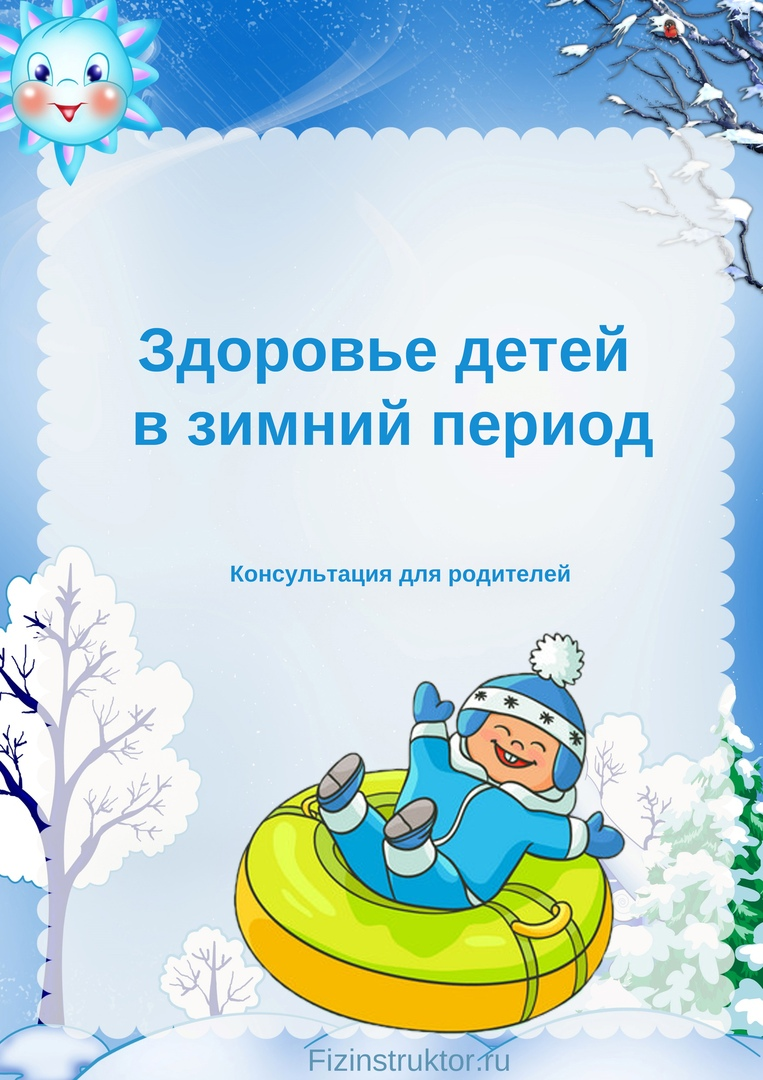 Здоровье детей
в зимний период
Консультация для родителей
Fizinstruktor.ru